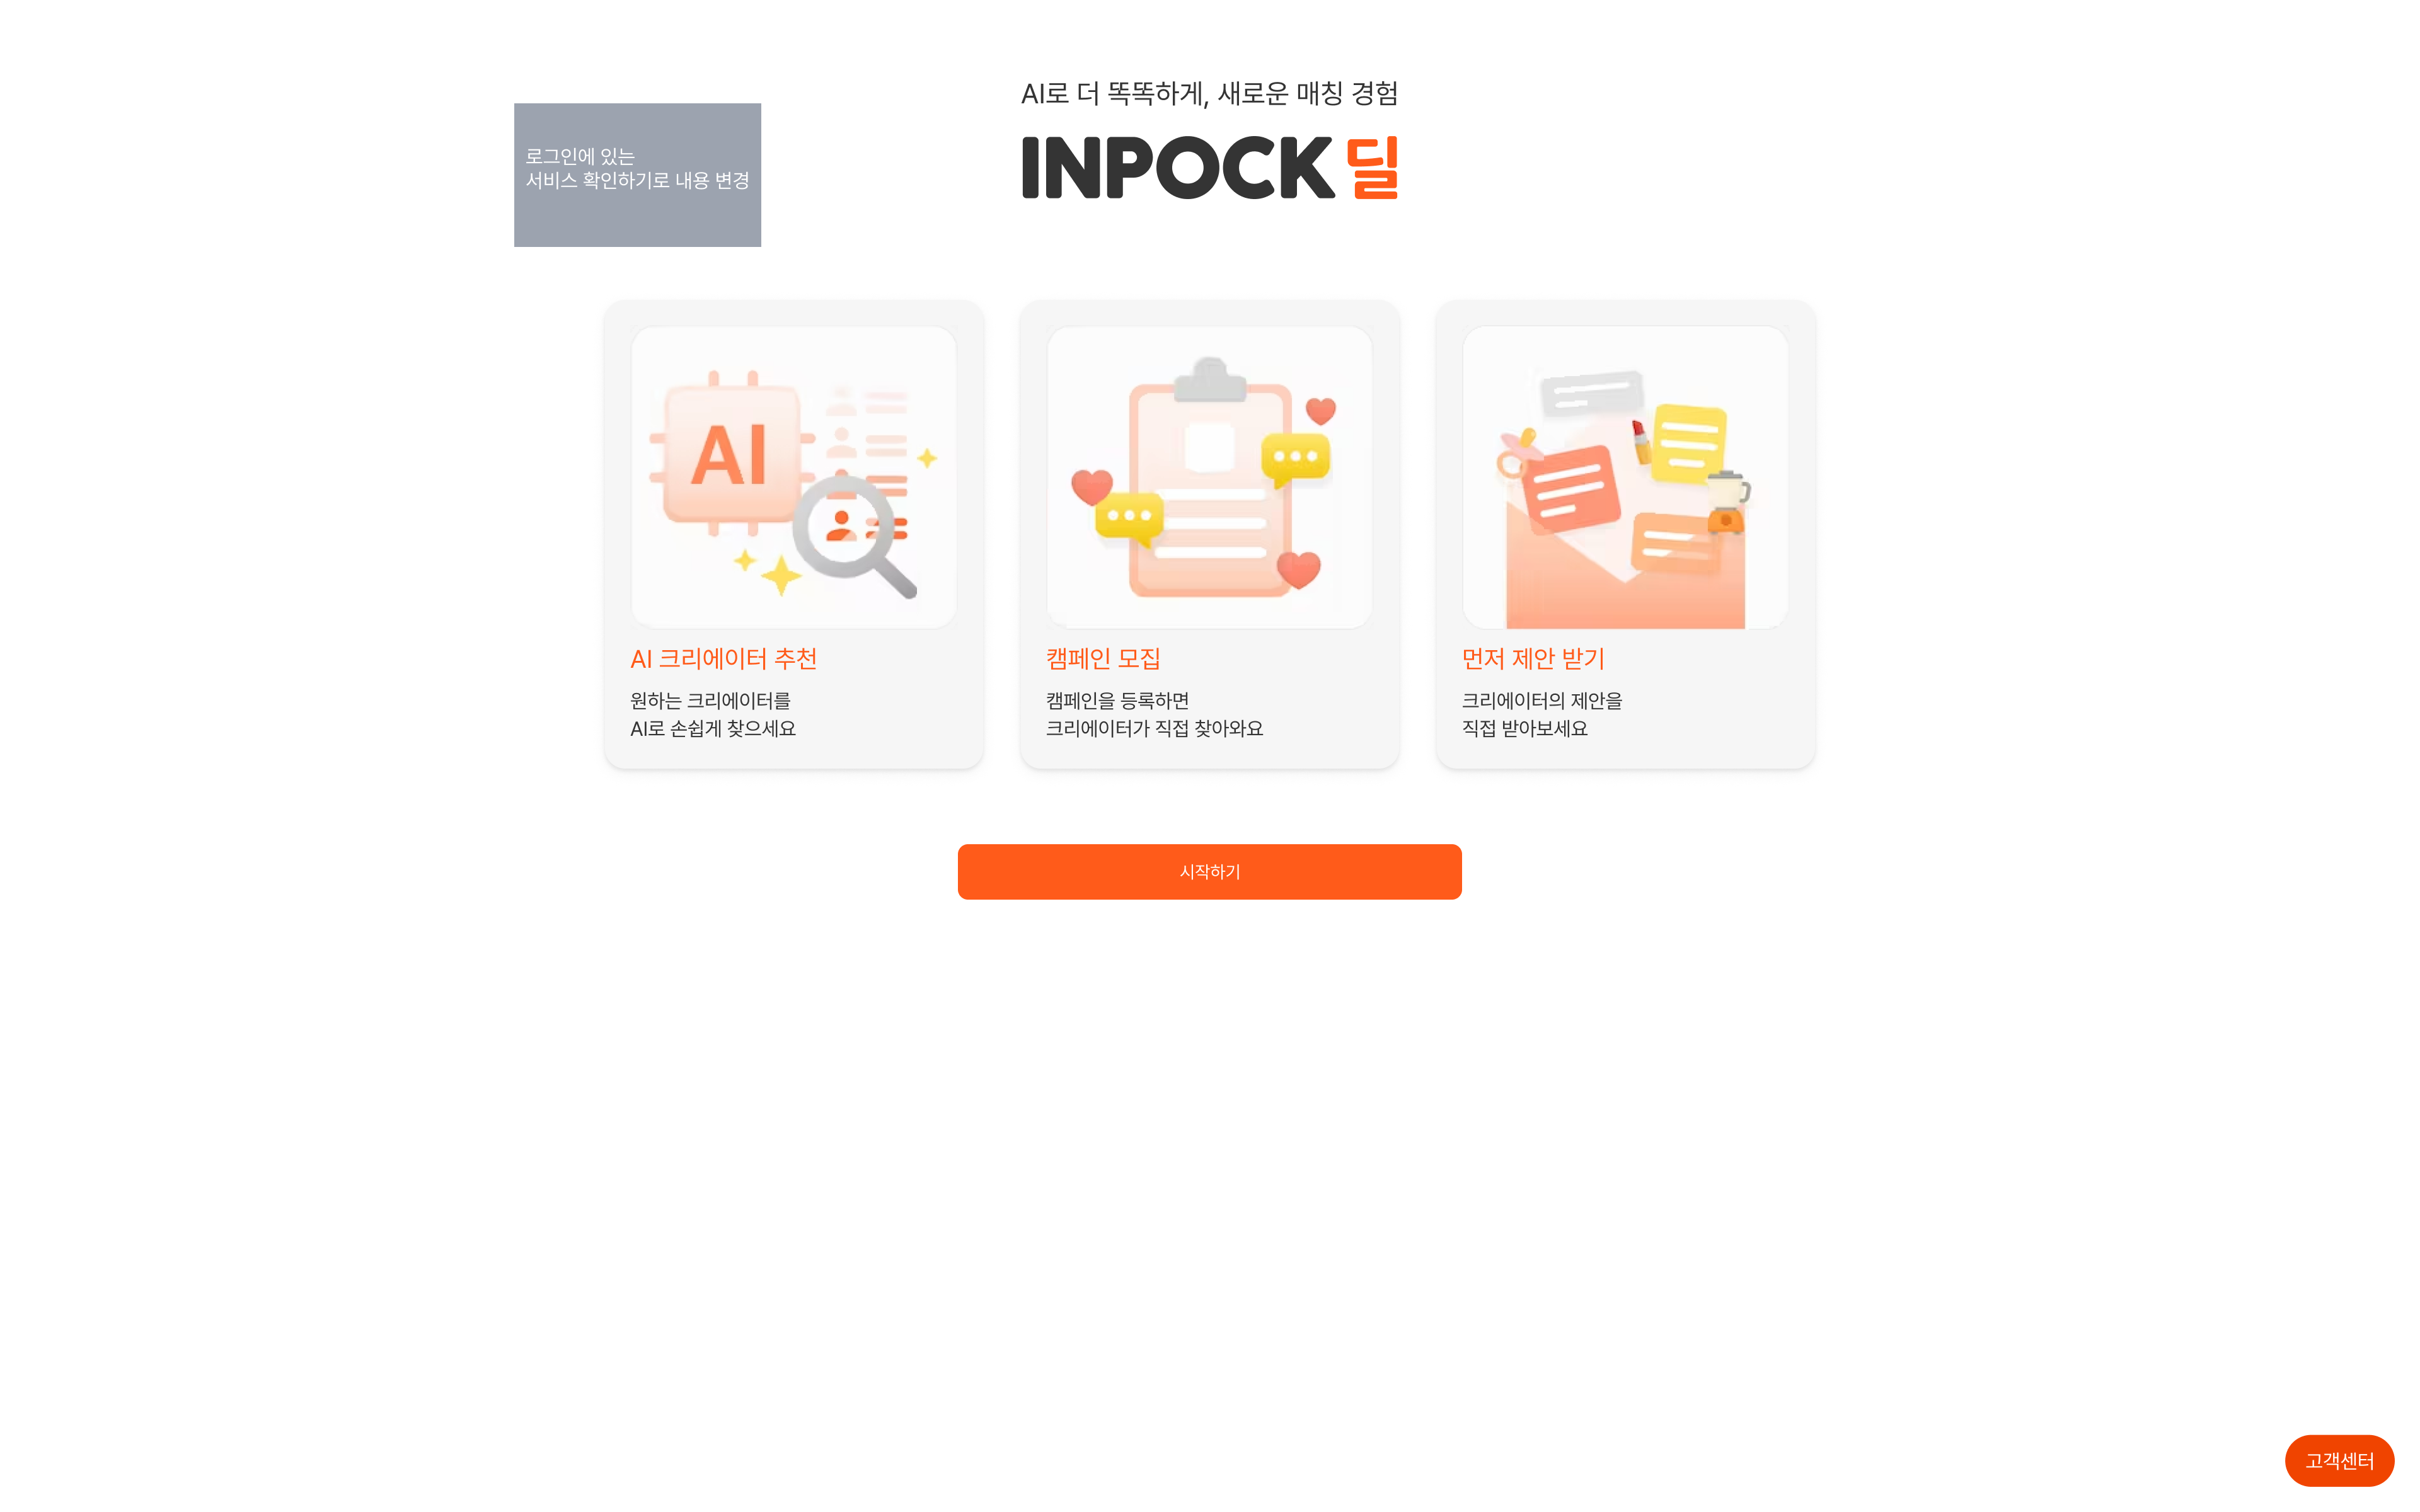 AI로 더 똑똑하게, 새로운 매칭 경험
INPOCK 딜
로그인에 있는
서비스 확인하기로 내용 변경
AI
AI 크리에이터 추천
원하는 크리에이터를
AI로 손쉽게 찾으세요
캠페인 모집
캠페인을 등록하면
크리에이터가 직접 찾아와요
먼저 제안 받기
크리에이터의 제안을
직접 받아보세요
시작하기
고객센터